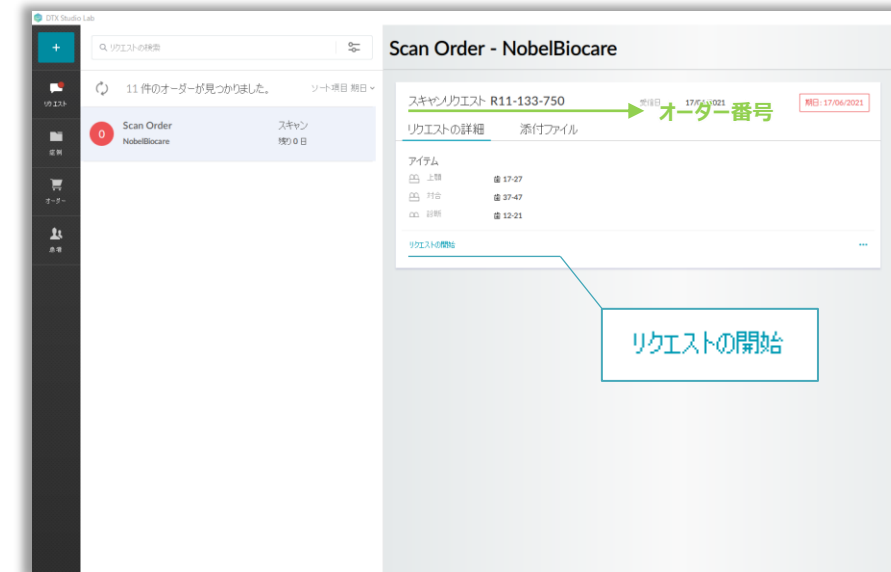 DTX Studio Lab
+
リクエストの検索
Scan Order - NobelBiocare
リクエスト
11 件のオーダーが見つかりました。
ソート項目 期日
スキャンリクエスト R11-133-750
受信日
オーダー番号
期日: 17/06/2021
0
Scan Order
スキャン
NobelBiocare
残り 0 日
リクエストの詳細
添付ファイル
症例
アイテム
上顎
歯 17-27
対合
歯 37-47
診断
歯 12-21
オーダー
患者
リクエストの開始
リクエストの開始